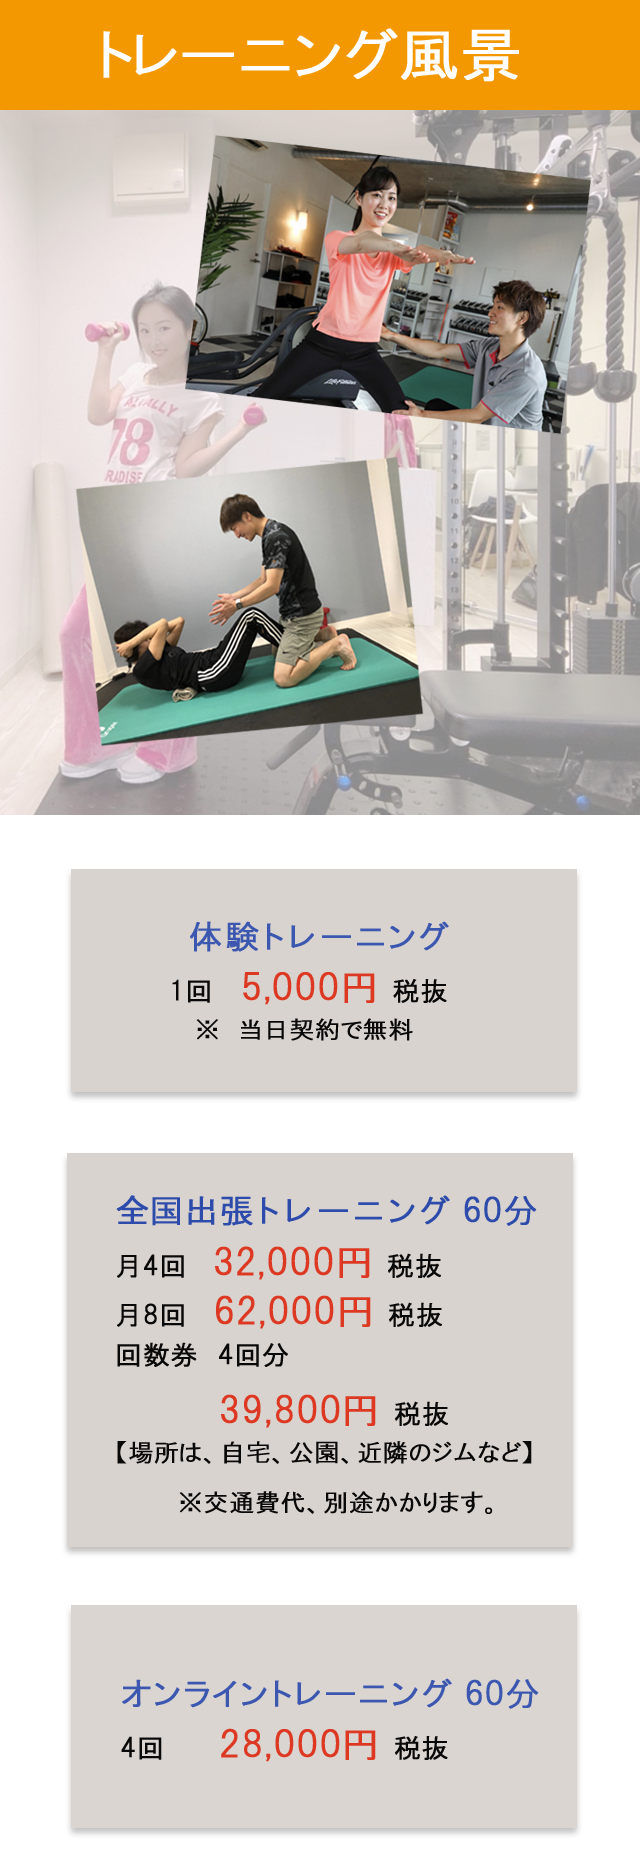 トレーニング風景
LifeFitness
78
RADISE
体験トレーニング
1回 5,000円 税抜
※ 当日契約で無料
全国出張トレーニング 60分
月4回 32,000円 税抜
月8回 62,000円 税抜
回数券 4回分
39,800円 税抜
【場所は、自宅、公園、近隣のジムなど】
※交通費代、別途かかります。
オンライントレーニング 60分
4回 28,000円 税抜